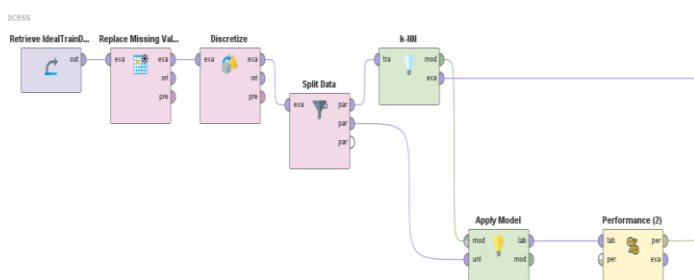 ocess
Retrieve IdealTrainD...
Replace Missing Val...
Discretize
k-NN
out
exa
exa
ori
pre
exa
exa
ori
pre
tra
mod
exa
Split Data
exa
par
par
par
Apply Model
mod
unl
lab
mod
Performance (2)
lab
per
per
exa